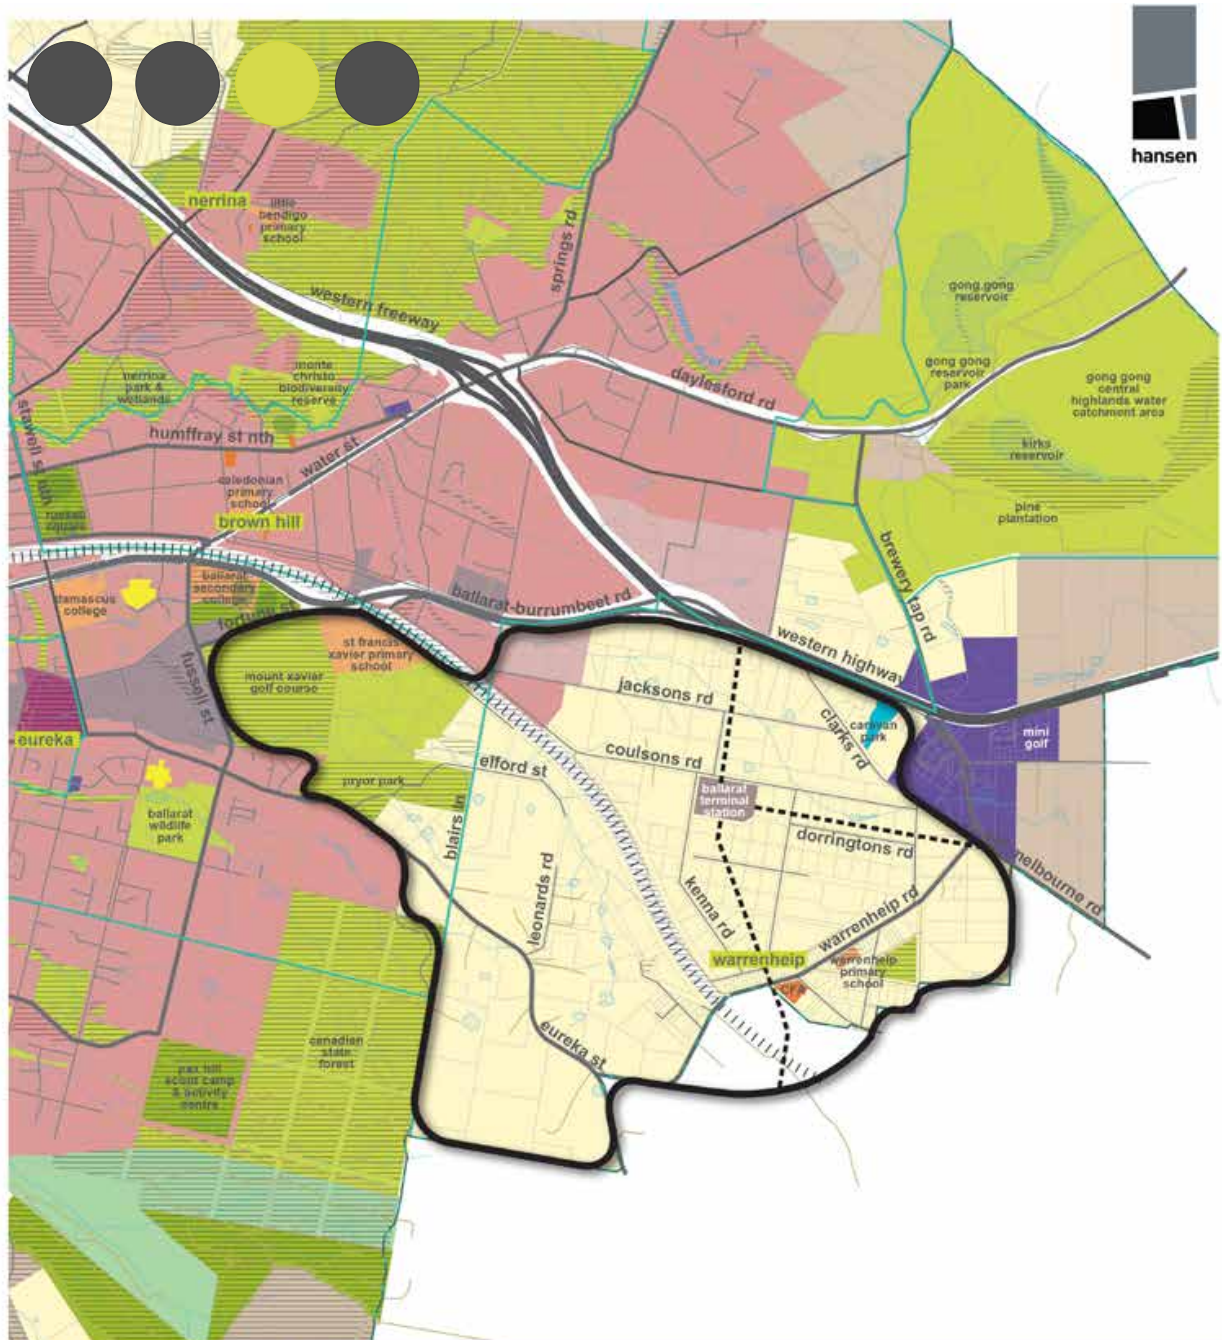 hansen
nerrina
little
bendigo
primary
school
springs rd
western freeway
gong gong
reservoir
gong gong
reservoir
park
gong gong
central
highlands water
catchment area
daylesford rd
nerrina
park &
wetlands
monte
christo
biodiversity
reserve
stawell st nth
humffray st nth
water st
kirks
reservoir
caledonian
primary
school
russell
square
brown hill
pine
plantation
brewery tap rd
damascus
college
ballarat
secondary
college
fortune st
ballarat-burrumbeet rd
st francis
xavier primary
school
western highway
mount xavier
golf course
fussell st
jacksons rd
clarks rd
caravan
park
mini
golf
eureka
coulsons rd
elford st
pryor park
ballarat
terminal
station
ballarat
wildlife
park
blairs ln
dorringtons rd
melbourne rd
leonards rd
kenna rd
warrenheip rd
warrenheip
warrenheip
primary
school
CFA
canadian
state
forest
eureka st
pax hill
scout camp
& activity
centre